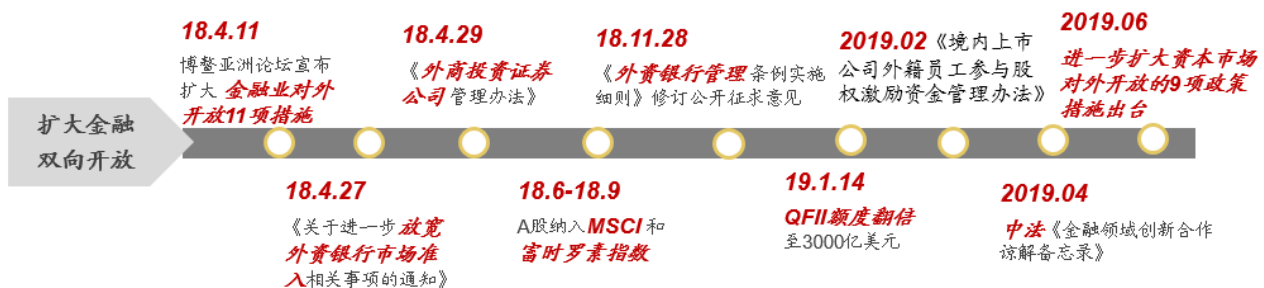 扩大金融
双向开放
18.4.11
博鳌亚洲论坛宣布
扩大 金融业对外
开放11项措施
18.4.27
《关于进一步放宽
外资银行市场准
入相关事项的通知》
18.4.29
《外商投资证券
公司管理办法》
18.6-18.9
A股纳入MSCI和
富时罗素指数
18.11.28
《外资银行管理条例实施
细则》修订公开征求意见
19.1.14
QFII额度翻倍
至3000亿美元
2019.02《境内上市
公司外籍员工参与股
权激励资金管理办法》
2019.04
中法《金融领域创新合作
谅解备忘录》
2019.06
进一步扩大资本市场
对外开放的9项政策
措施出台